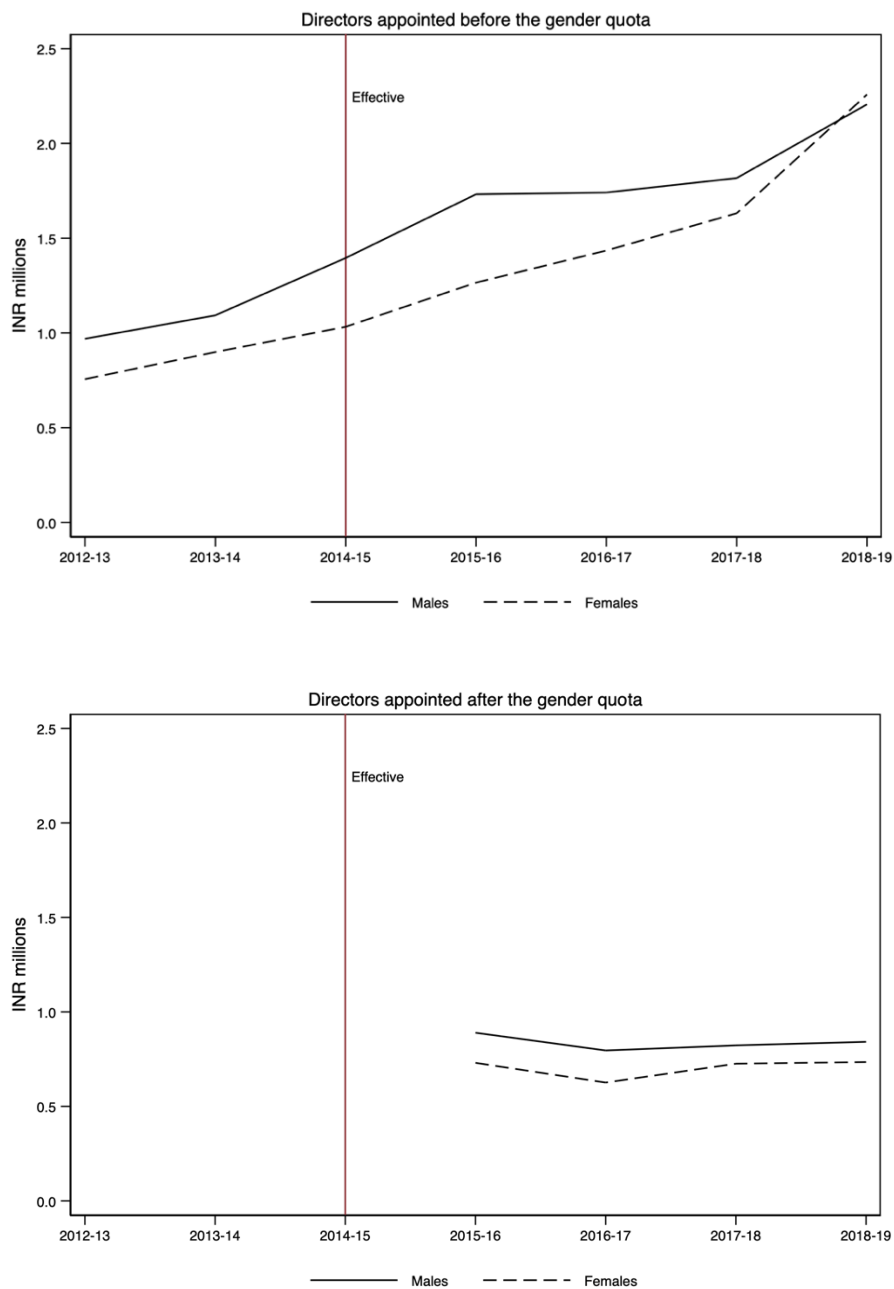 Directors appointed before the gender quota
2.5
Effective
2.0
1.5
INR millions
1.0
0.5
0.0
2012-13 2013-14 2014-15 2015-16 2016-17 2017-18 2018-19
Males Females
Directors appointed after the gender quota
2.5
Effective
2.0
1.5
INR millions
1.0
0.5
0.0
2012-13 2013-14 2014-15 2015-16 2016-17 2017-18 2018-19
Males Females